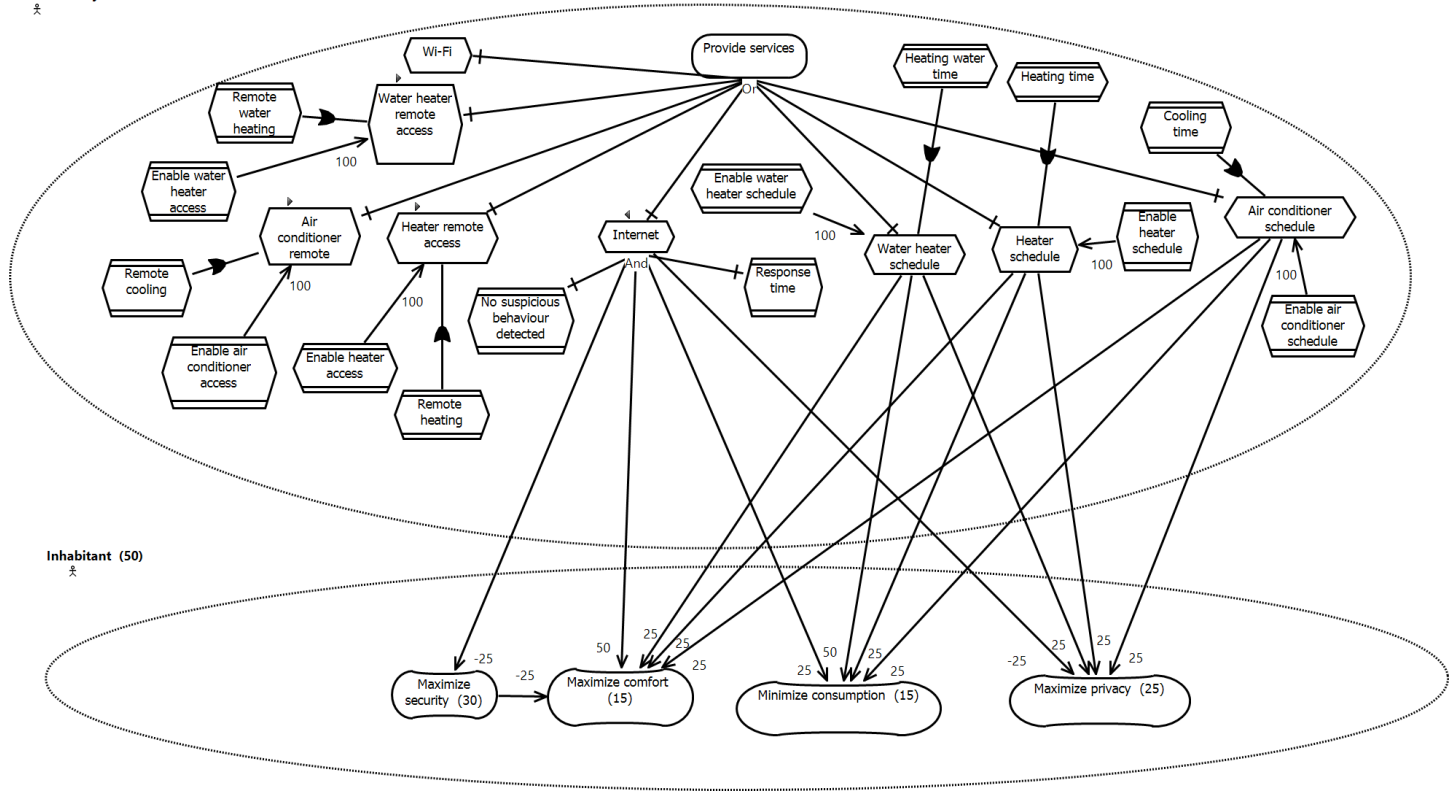 Wi-Fi
Provide services
Or
Heating water
time
Heating time
Remote
water
heating
Water heater
remote
access
Cooling
time
Enable water
heater
access
100
Enable water
heater schedule
100
Air
conditioner
remote
Heater remote
access
Internet
And
Water heater
schedule
Heater
schedule
Enable
heater
schedule
100
Air conditioner
schedule
Remote
cooling
100
No suspicious
behaviour
detected
Response
time
100
Enable air
conditioner
schedule
Enable air
conditioner
access
Enable heater
access
100
Remote
heating
Inhabitant (50)
-25
-25
50
25
25
25
25
50
25
25
-25
25
25
25
Maximize
security (30)
Maximize comfort
(15)
Minimize consumption (15)
Maximize privacy (25)